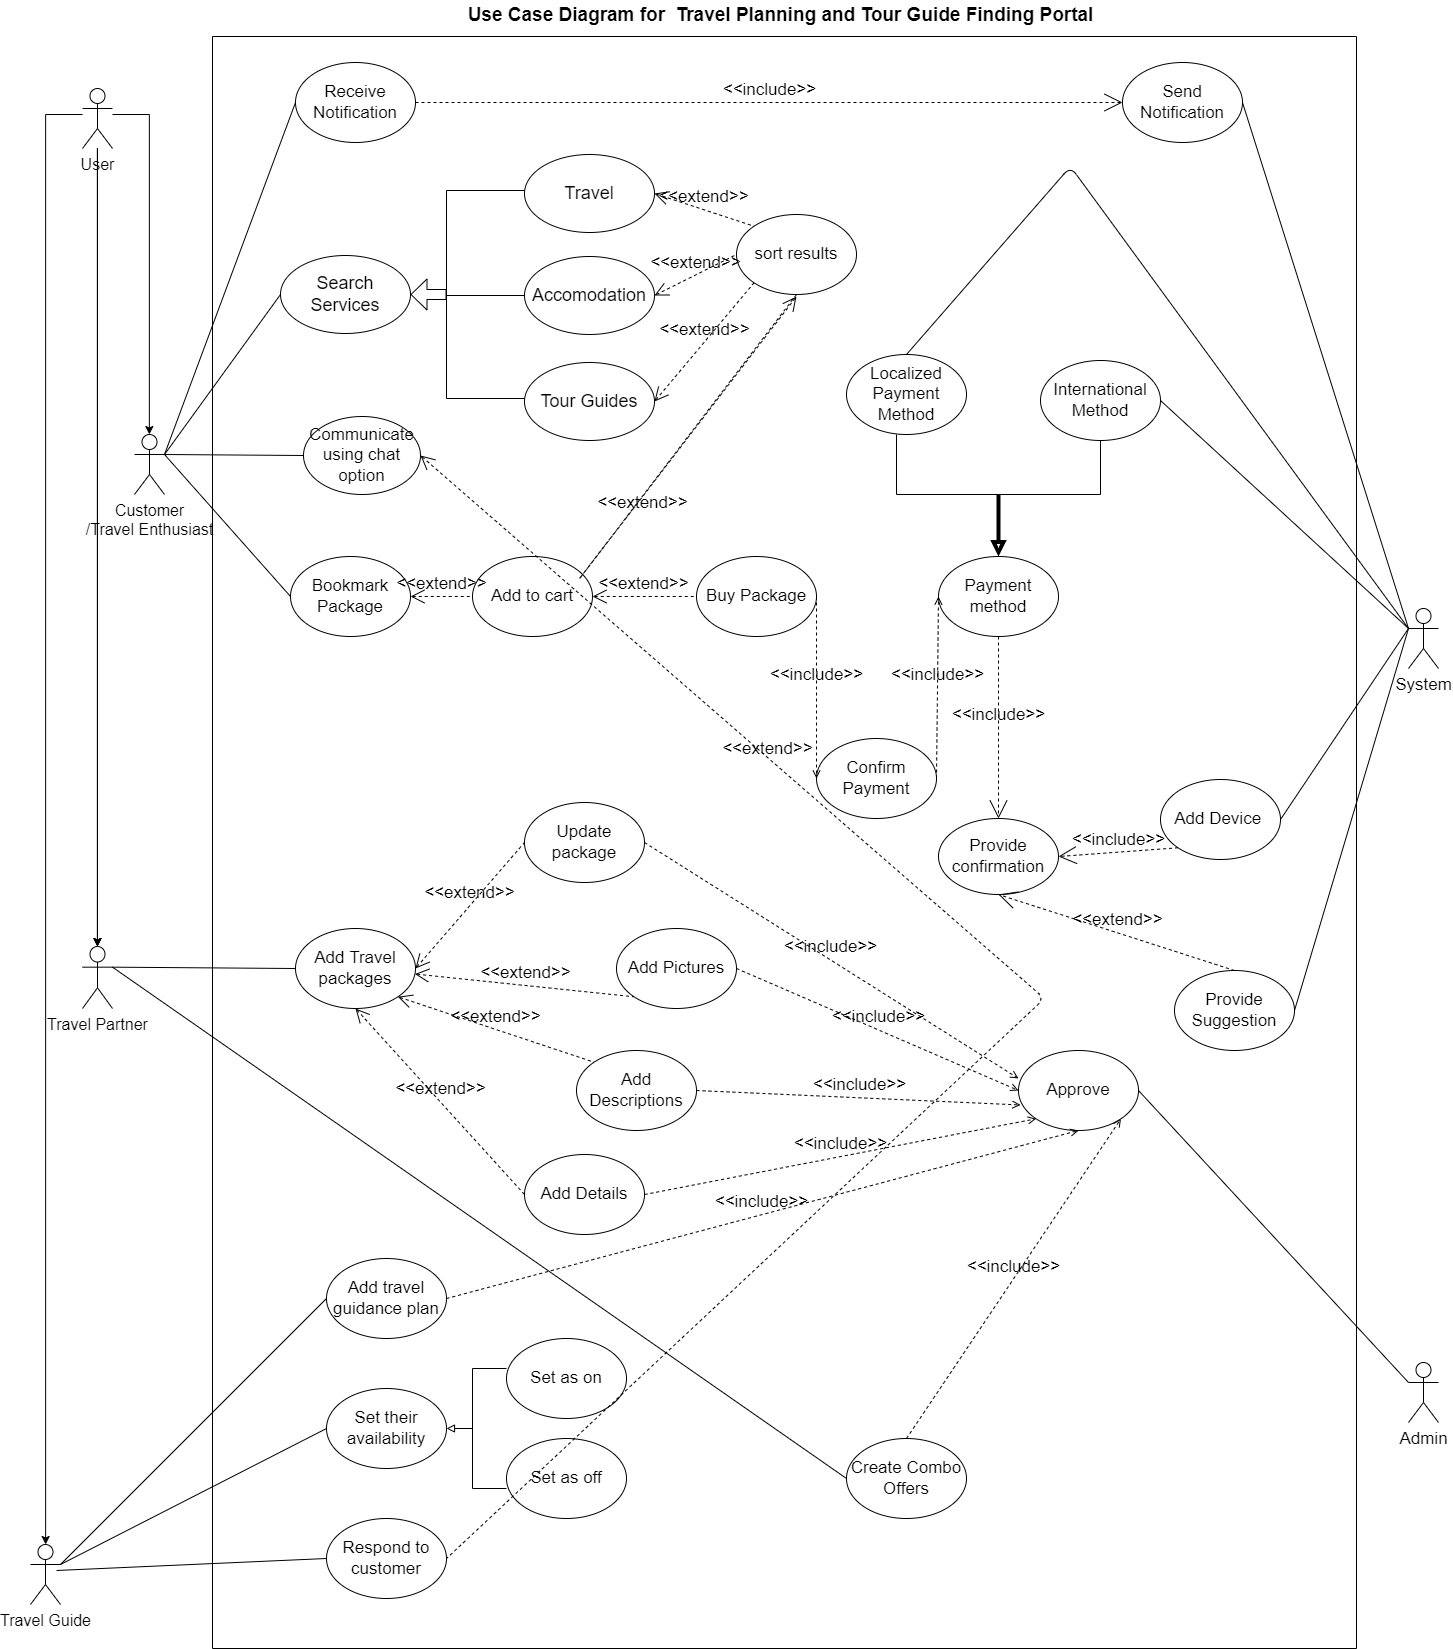 Use Case Diagram for  Travel Planning and Tour Guide Finding Portal
Receive
Notification
<<include>>
Send
Notification
User
Travel
<<extend>>
sort results
<<extend>>
Search
Services
Accomodation
<<extend>>
Tour Guides
Localized
Payment
Method
International
Method
Communicate
using chat
option
Customer
/Travel Enthusiast
<<extend>>
Bookmark
Package
<<extend>>
Add to cart
<<extend>>
Buy Package
Payment
method
<<include>>
<<include>>
System
<<include>>
<<extend>>
Confirm
Payment
Add Device
Update
package
Provide
confirmation
<<include>>
<<extend>>
<<extend>>
<<include>>
Add Travel
packages
<<extend>>
Add Pictures
Provide
Suggestion
Travel Partner
<<extend>>
<<include>>
<<extend>>
Add
Descriptions
<<include>>
Approve
<<include>>
Add Details
<<include>>
<<include>>
Add travel
guidance plan
Set as on
Set their
availability
Admin
Set as off
Create Combo
Offers
Respond to
customer
Travel Guide